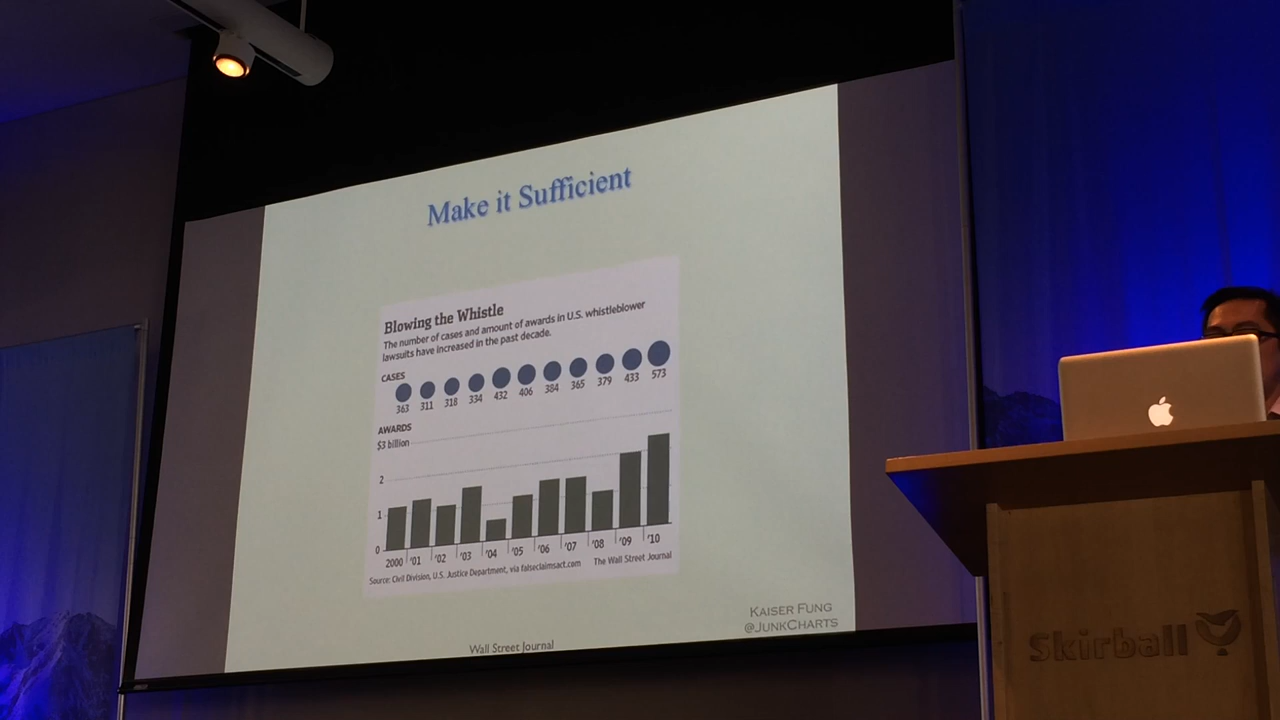 Make it Sufficient
Blowing the Whistle
The number of cases and amount of awards in U.S. whistleblower
lawsuits have increased in the past decade.
CASES
363 311 318 334 432 406 384 365 379 433 573
AWARDS
$3 billion
2
1
0
2000 '01 '02 '03 '04 '05 '06 '07 '08 '09 '10
Source: Civil Division, U.S. Justice Department, via falseclaimsact.com The Wall Street Journal
KAISER FUNG
@JUNKCHARTS
Wall Street Journal
Skirball